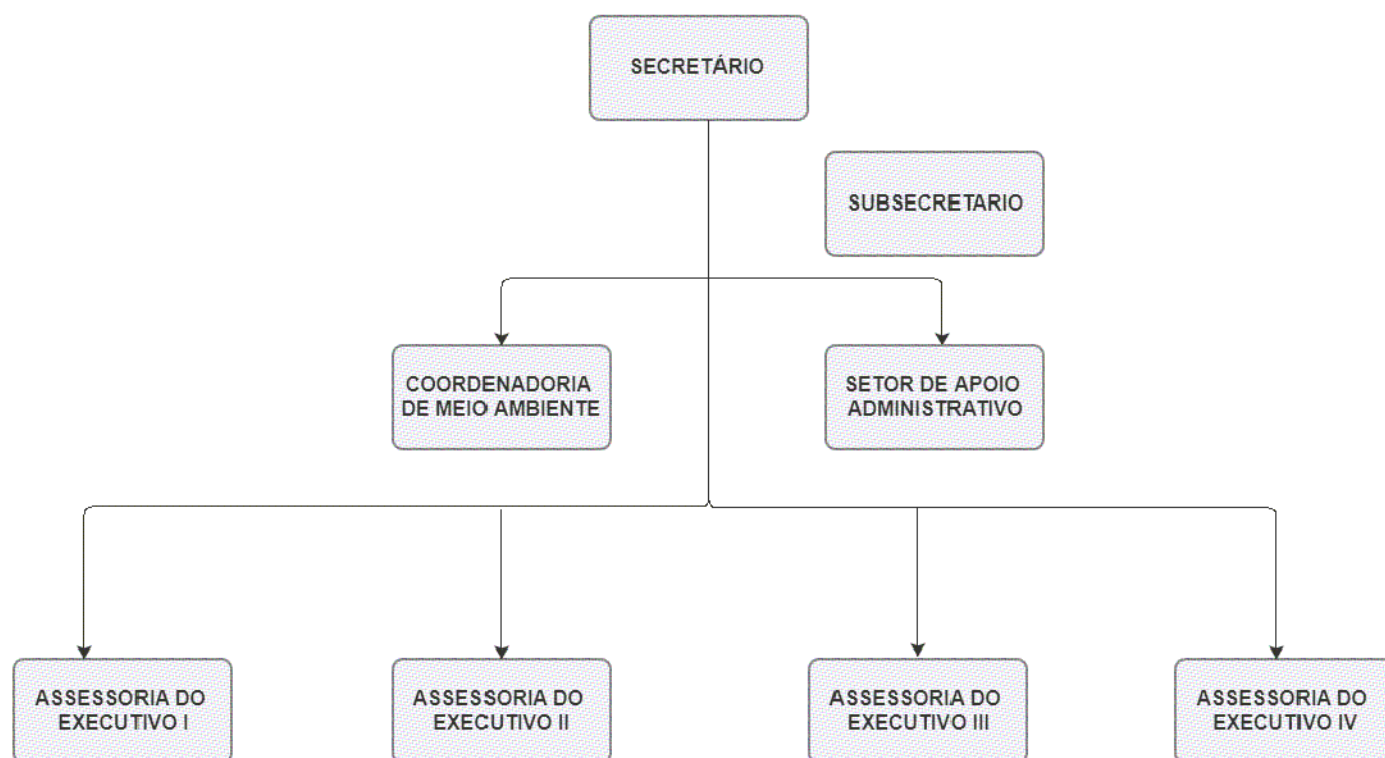 SECRETÁRIO
SUBSECRETARIO
COORDENADORIA
DE MEIO AMBIENTE
SETOR DE APOIO
ADMINISTRATIVO
ASSESSORIA DO
EXECUTIVO I
ASSESSORIA DO
EXECUTIVO II
ASSESSORIA DO
EXECUTIVO III
ASSESSORIA DO
EXECUTIVO IV